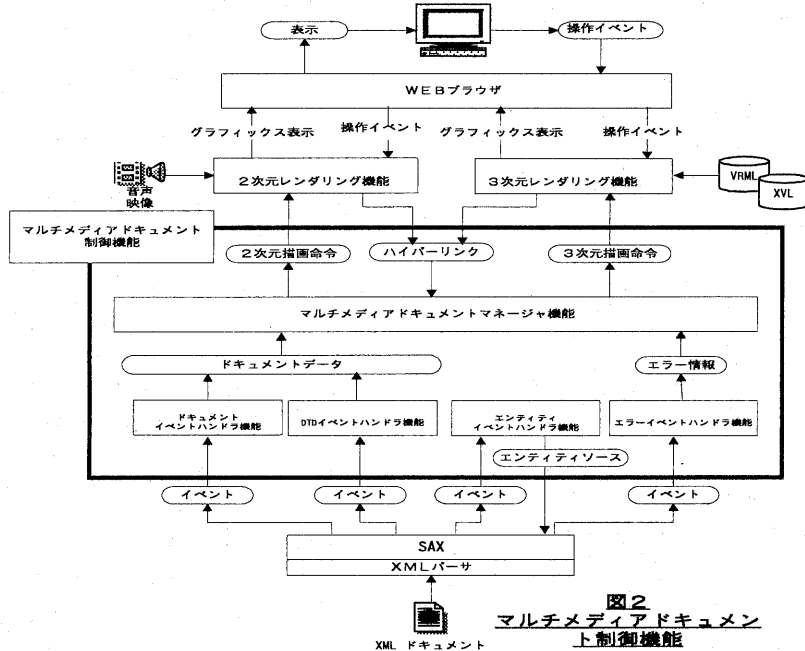 表示
操作イベント
WEBブラウザ
グラフィックス表示
操作イベント
グラフィックス表示
操作イベント
音声
映像
2次元レンダリング機能
3次元レンダリング機能
VRML
XVL
マルチメディアドキュメント
制御機能
2次元描画命令
ハイパーリンク
3次元描画命令
マルチメディアドキュメントマネージャ機能
ドキュメントデータ
エラー情報
ドキュメント
イベントハンドラ機能
DTDイベントハンドラ機能
エンティティ
イベントハンドラ機能
エラーイベントハンドラ機能
エンティティソース
イベント
イベント
イベント
イベント
SAX
XMLパーサ
XML ドキュメント
図2
マルチメディアドキュメン
ト制御機能